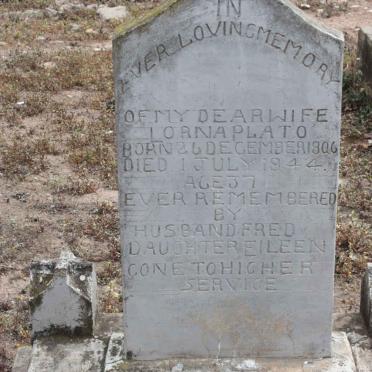 IN
EVER LOVING MEMORY
OF MY DEAR WIFE
LORNA PLATO
BORN 26 DECEMBER 1906
DIED 1 JULY 1944
AGE 37
EVER REMEMBERED
BY
HUSBAND FRED
DAUGHTER EILEEN
GONE TO HIGHER
SERVICE